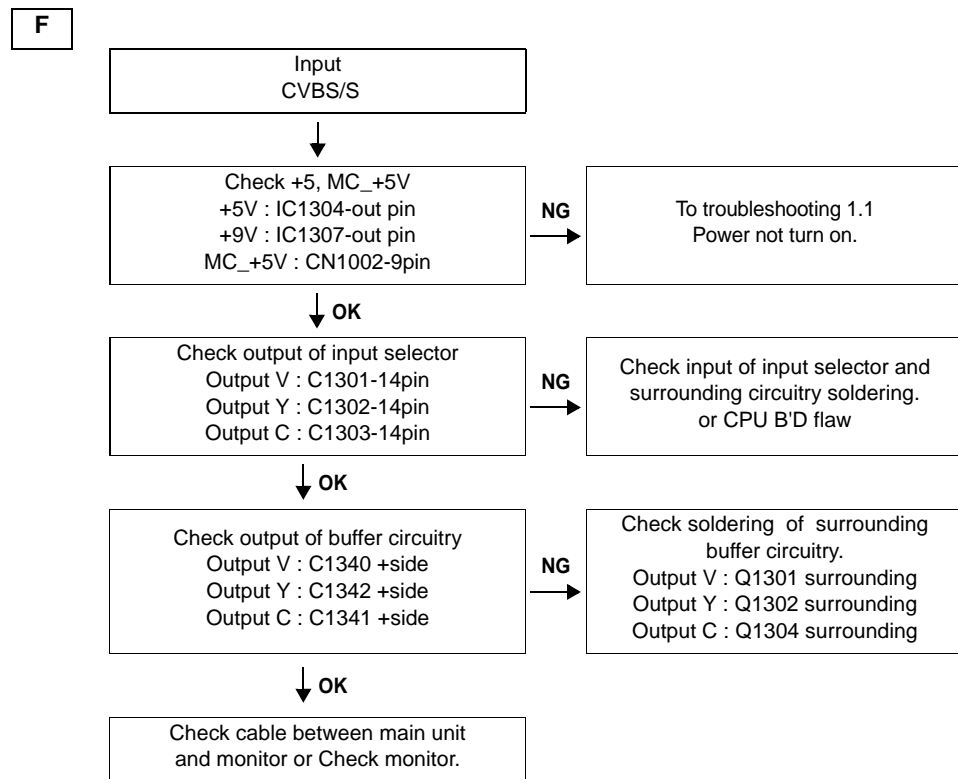 F
Input
CVBS/S
Check +5, MC_+5V
+5V : IC1304-out pin
+9V : IC1307-out pin
MC_+5V : CN1002-9pin
NG
To troubleshooting 1.1
Power not turn on.
OK
Check output of input selector
Output V : C1301-14pin
Output Y : C1302-14pin
Output C : C1303-14pin
NG
Check input of input selector and
surrounding circuitry soldering.
or CPU B'D flaw
OK
Check output of buffer circuitry
Output V : C1340 +side
Output Y : C1342 +side
Output C : C1341 +side
NG
Check soldering of surrounding
buffer circuitry.
Output V : Q1301 surrounding
Output Y : Q1302 surrounding
Output C : Q1304 surrounding
OK
Check cable between main unit
and monitor or Check monitor.